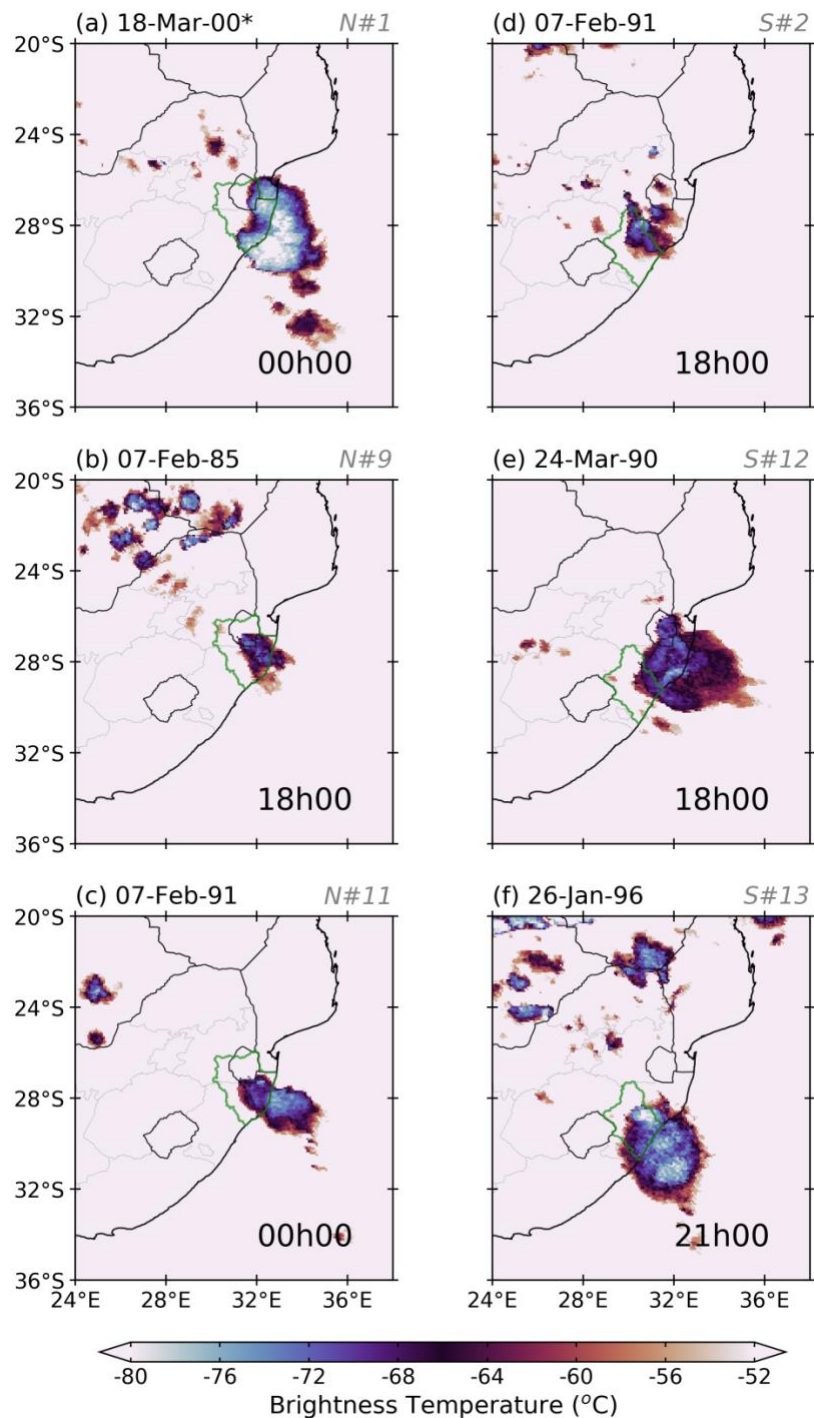 (a) 18-Mar-00* N#1
(d) 07-Feb-91 S#2
20°S
24°S
28°S
32°S
36°S
00h00
18h00
(b) 07-Feb-85 N#9
(e) 24-Mar-90 S#12
20°S
24°S
28°S
32°S
36°S
18h00
18h00
(c) 07-Feb-91 N#11
(f) 26-Jan-96 S#13
20°S
24°S
28°S
32°S
36°S
00h00
21h00
24°E 28°E 32°E 36°E
24°E 28°E 32°E 36°E
-80 -76 -72 -68 -64 -60 -56 -52
Brightness Temperature (°C)